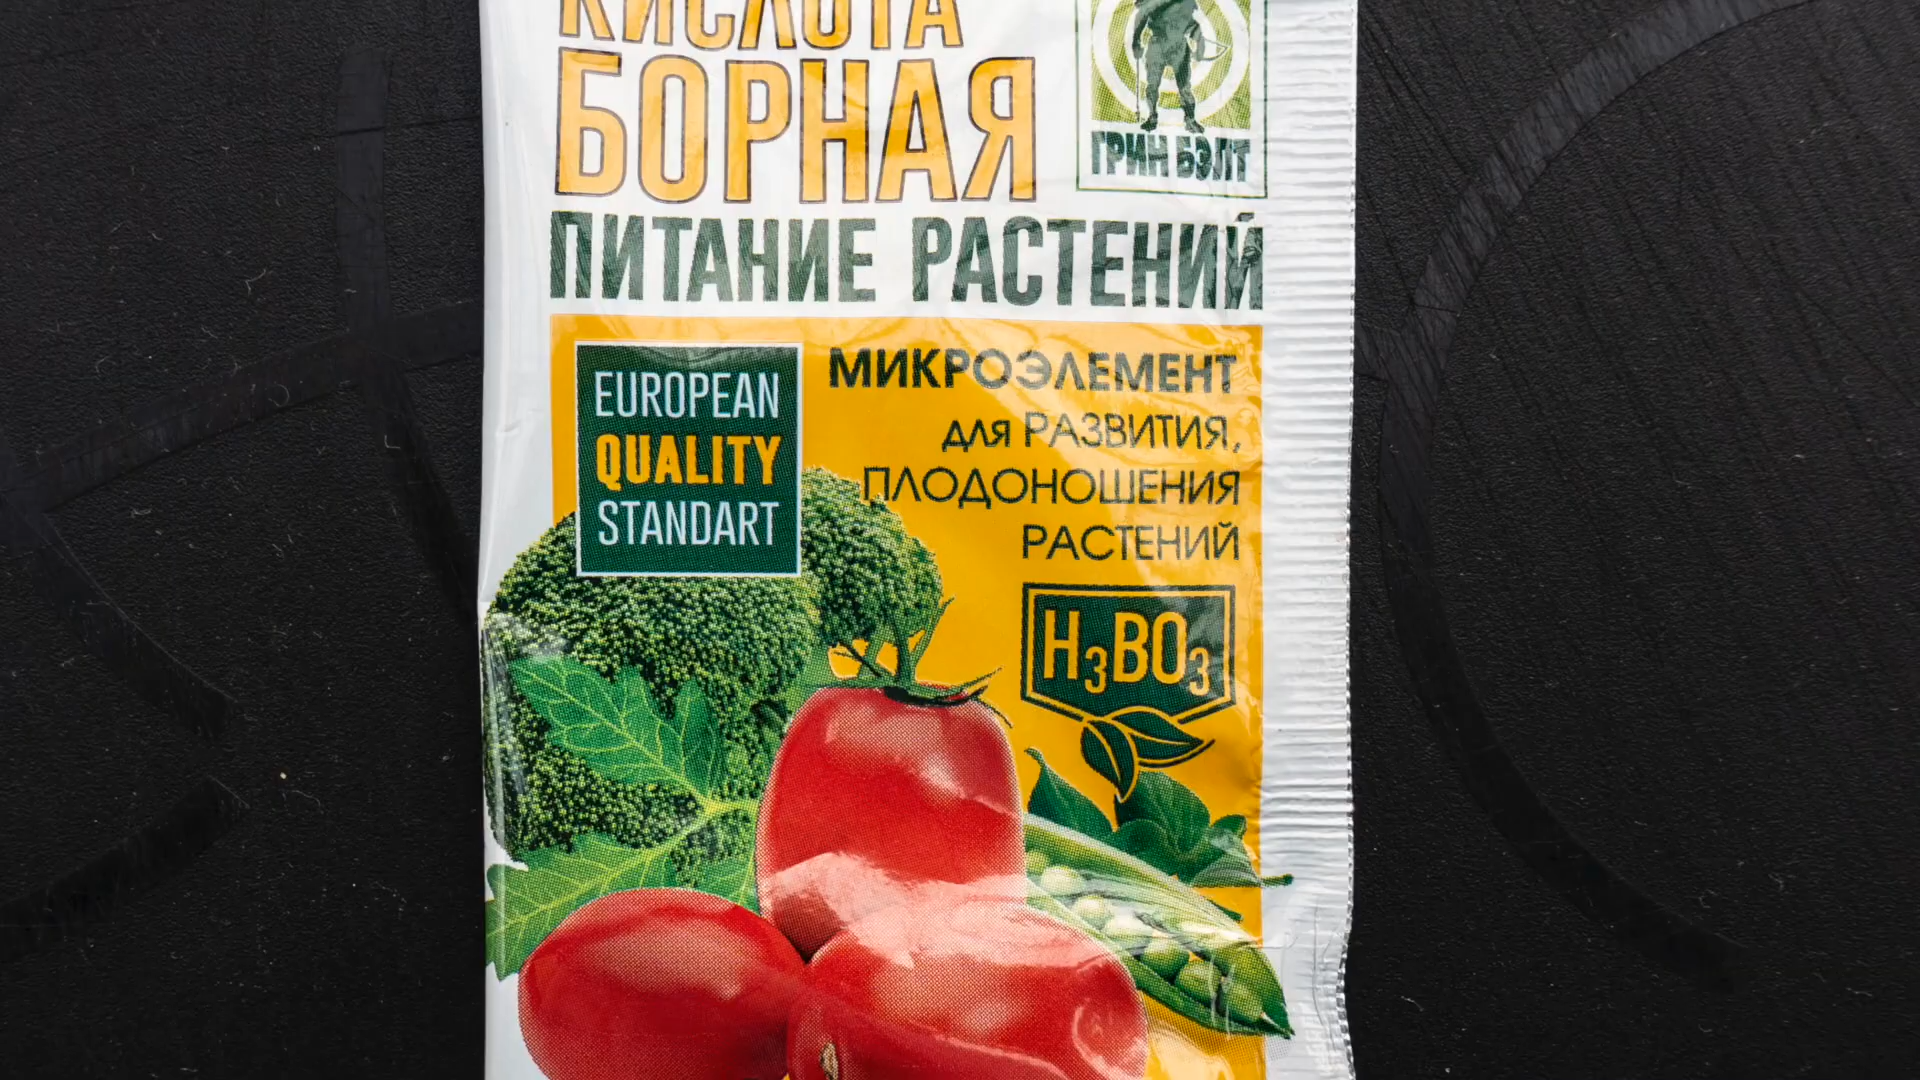 КИСЛОТА
БОРНАЯ
ГРИН БЭЛТ
ПИТАНИЕ РАСТЕНИЙ
EUROPEAN
QUALITY
STANDART
МИКРОЭЛЕМЕНТ
для РАЗВИТИЯ,
ПЛОДОНОШЕНИЯ
РАСТЕНИЙ
H₃BO₃